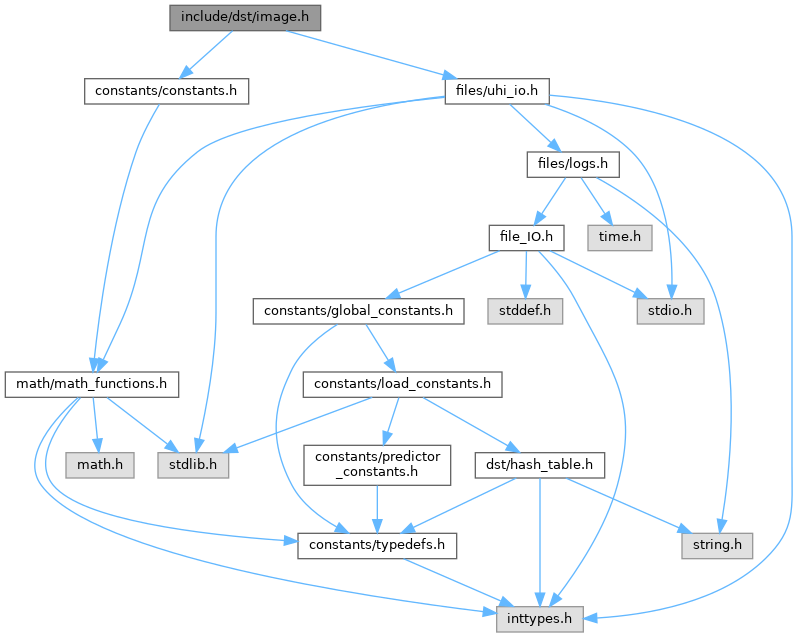 include/dst/image.h
constants/constants.h
files/uhi_io.h
files/logs.h
file_IO.h
time.h
constants/global_constants.h
stddef.h
stdio.h
math/math_functions.h
constants/load_constants.h
math.h
stdlib.h
constants/predictor
_constants.h
dst/hash_table.h
constants/typedefs.h
string.h
inttypes.h